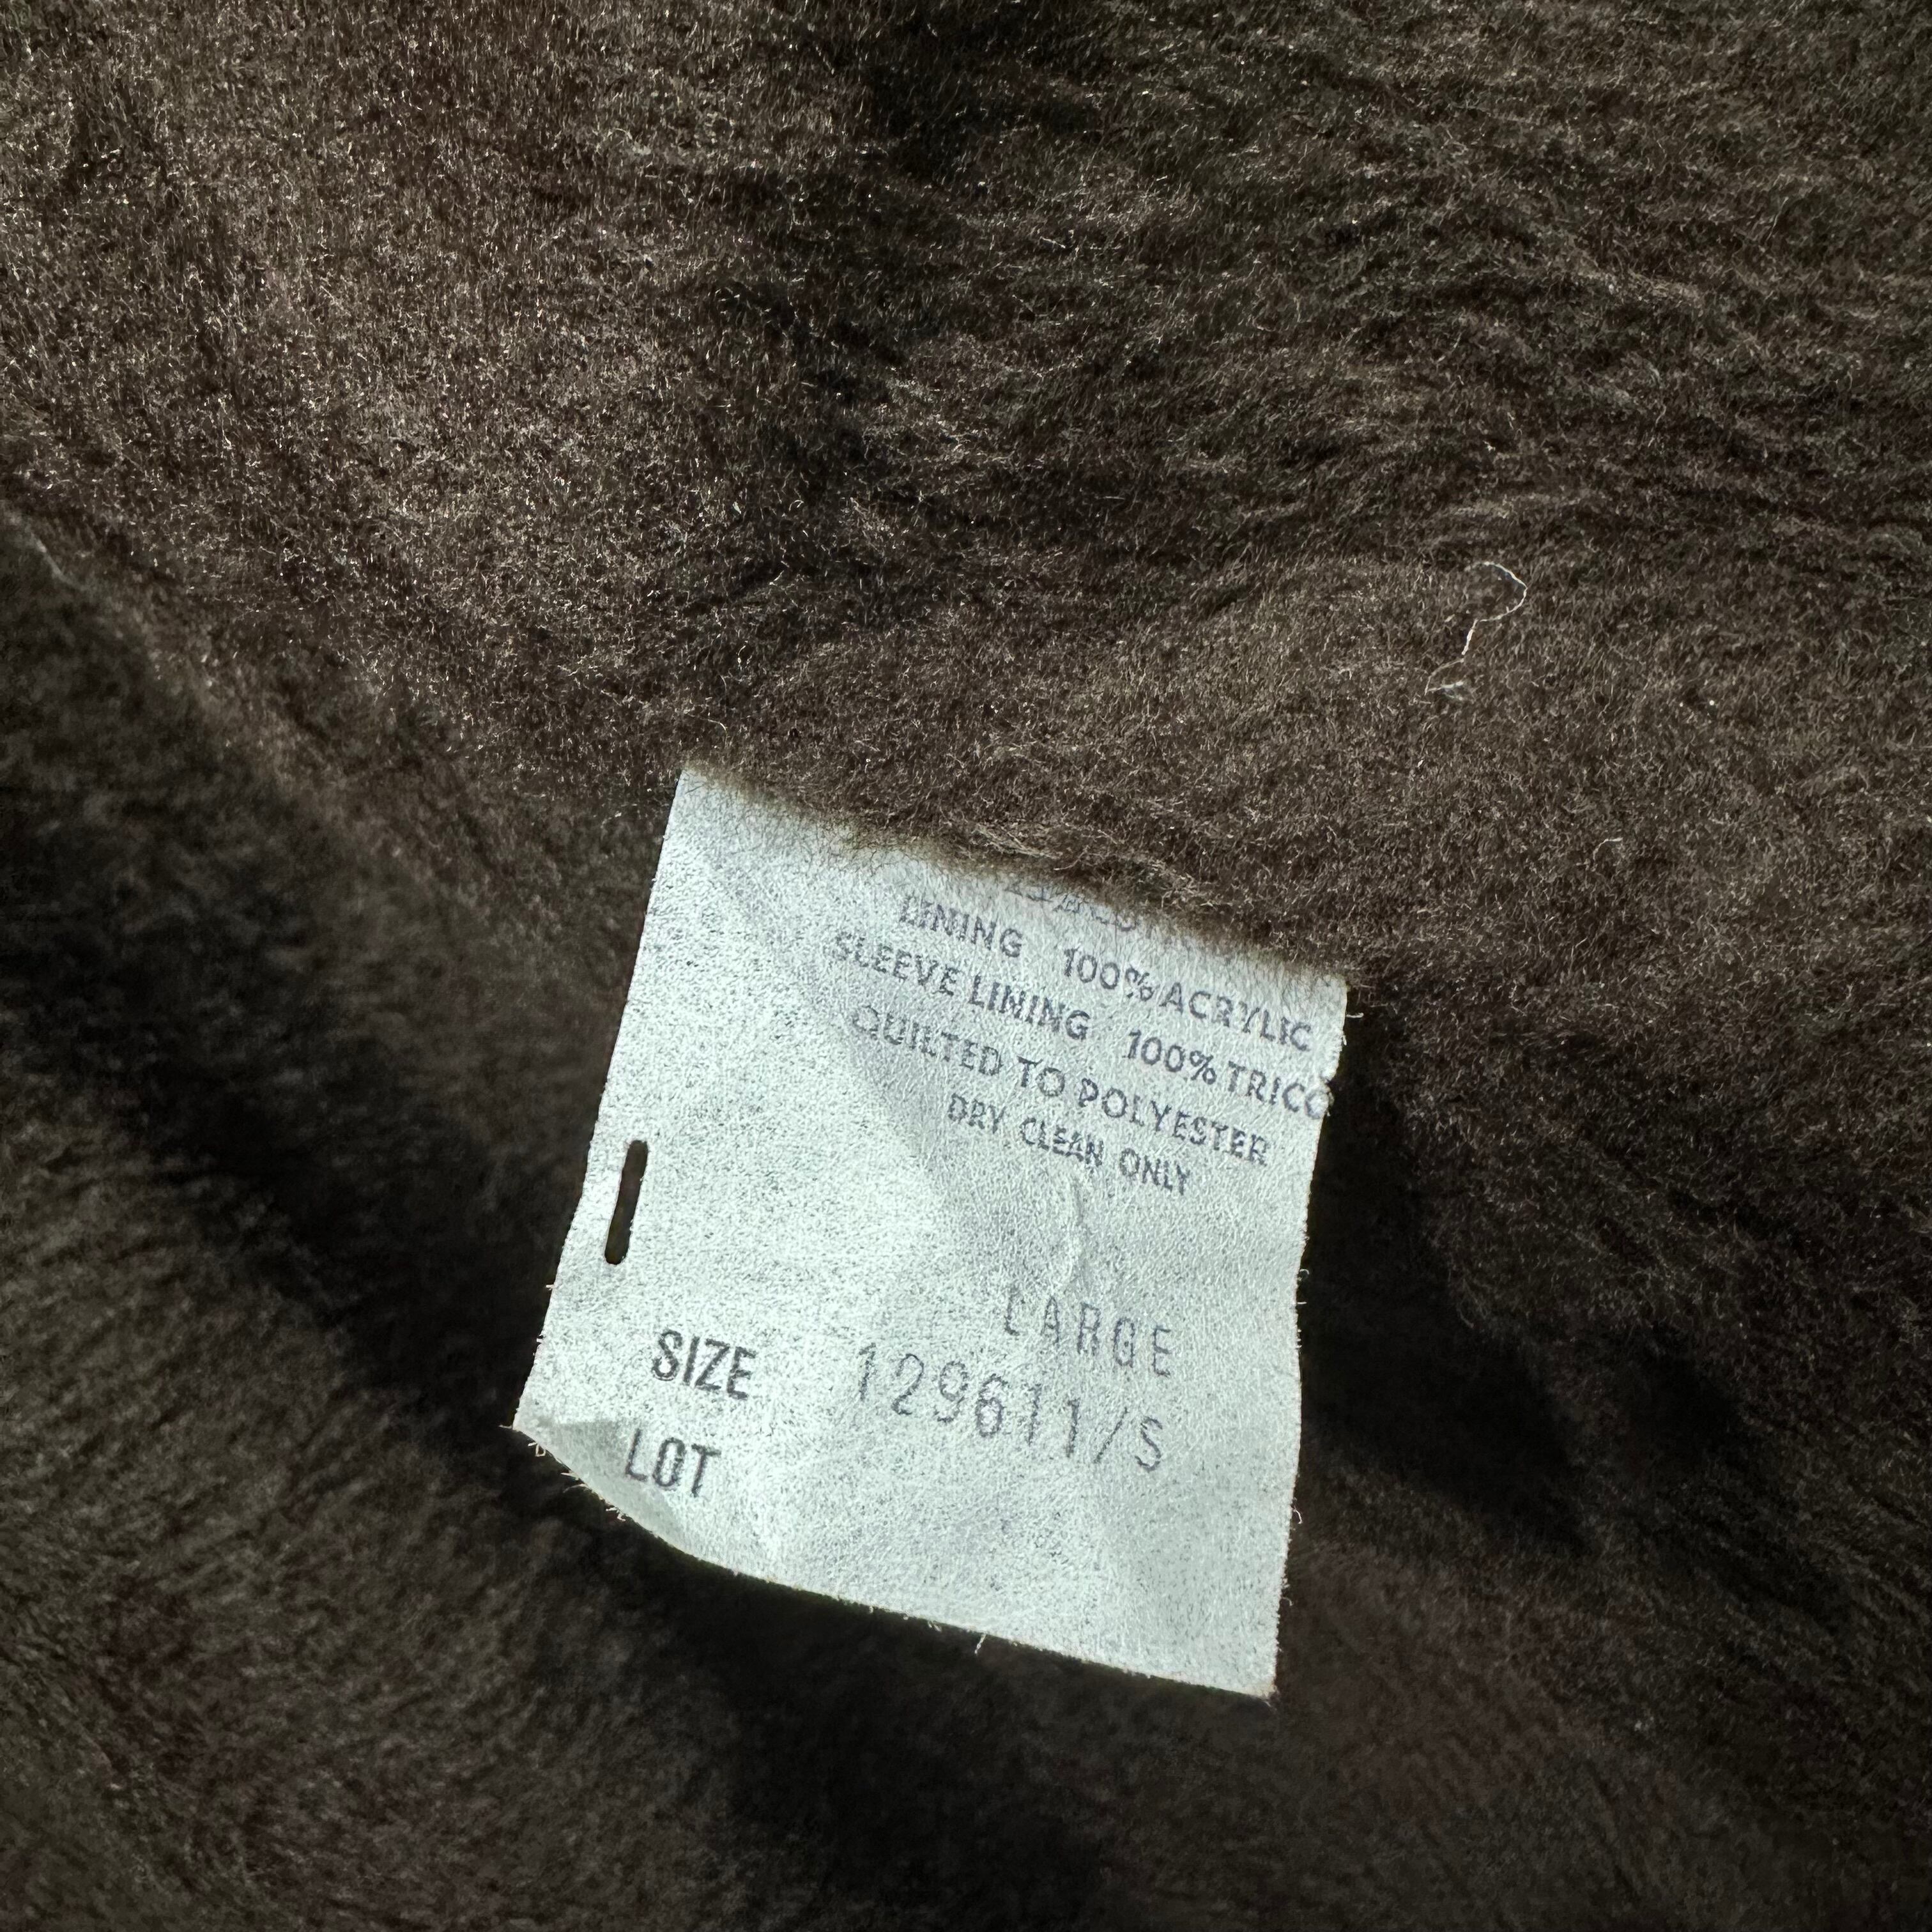 LINING 100% ACRYLIC
SLEEVE LINING 100% TRICO
QUILTED TO POLYESTER
DRY CLEAN ONLY
LARGE
SIZE 129611/S
LOT